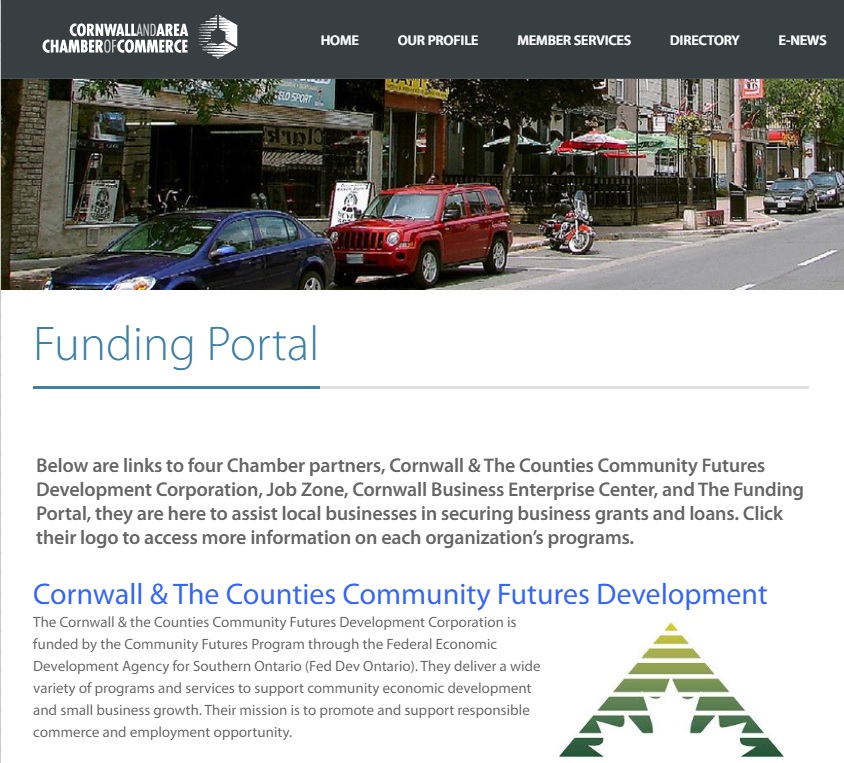 CORNWALLANDAREA
CHAMBEROFCOMMERCE
HOME OUR PROFILE MEMBER SERVICES DIRECTORY E-NEWS
ELO SPORT
Funding Portal
Below are links to four Chamber partners, Cornwall & The Counties Community Futures
Development Corporation, Job Zone, Cornwall Business Enterprise Center, and The Funding
Portal, they are here to assist local businesses in securing business grants and loans. Click
their logo to access more information on each organization’s programs.
Cornwall & The Counties Community Futures Development
The Cornwall & the Counties Community Futures Development Corporation is
funded by the Community Futures Program through the Federal Economic
Development Agency for Southern Ontario (Fed Dev Ontario). They deliver a wide
variety of programs and services to support community economic development
and small business growth. Their mission is to promote and support responsible
commerce and employment opportunity.